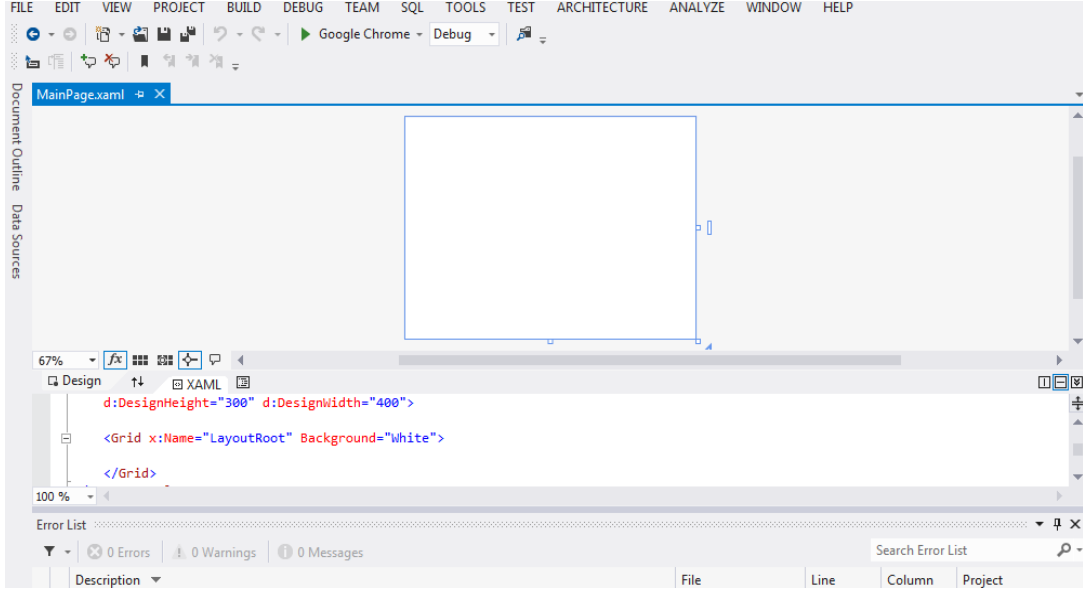 FILE EDIT VIEW PROJECT BUILD DEBUG TEAM SQL TOOLS TEST ARCHITECTURE ANALYZE WINDOW HELP
Google Chrome Debug
Document Outline
Data Sources
MainPage.xaml
67% fx
Design XAML
d:DesignHeight="300" d:DesignWidth="400">
<Grid x:Name="LayoutRoot" Background="White">
</Grid>
100 %
Error List
0 Errors 0 Warnings 0 Messages Search Error List
Description File Line Column Project